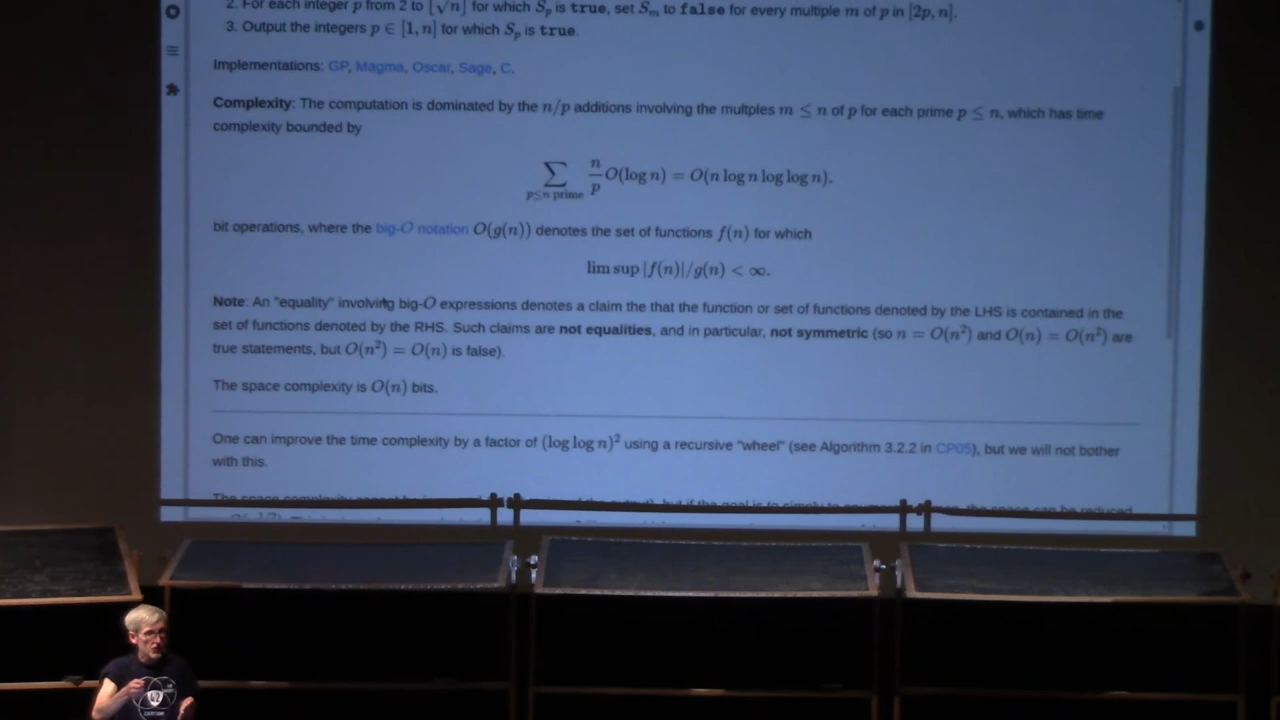 2. For each integer p from 2 to ⌊√n⌋ for which S_p is true, set S_m to false for every multiple m of p in [2p, n].
3. Output the integers p ∈ [1, n] for which S_p is true.
Implementations: GP, Magma, Oscar, Sage, C.
Complexity: The computation is dominated by the n/p additions involving the multples m ≤ n of p for each prime p ≤ n, which has time
complexity bounded by
∑_{p≤n prime} n/p O(log n) = O(n log n log log n).
bit operations, where the big-O notation O(g(n)) denotes the set of functions f(n) for which
lim sup |f(n)|/g(n) < ∞.
Note: An "equality" involving big-O expressions denotes a claim the that the function or set of functions denoted by the LHS is contained in the
set of functions denoted by the RHS. Such claims are not equalities, and in particular, not symmetric (so n = O(n²) and O(n) = O(n²) are
true statements, but O(n²) = O(n) is false).
The space complexity is O(n) bits.
One can improve the time complexity by a factor of (log log n)² using a recursive "wheel" (see Algorithm 3.2.2 in CP05), but we will not bother
with this.
The space complexity